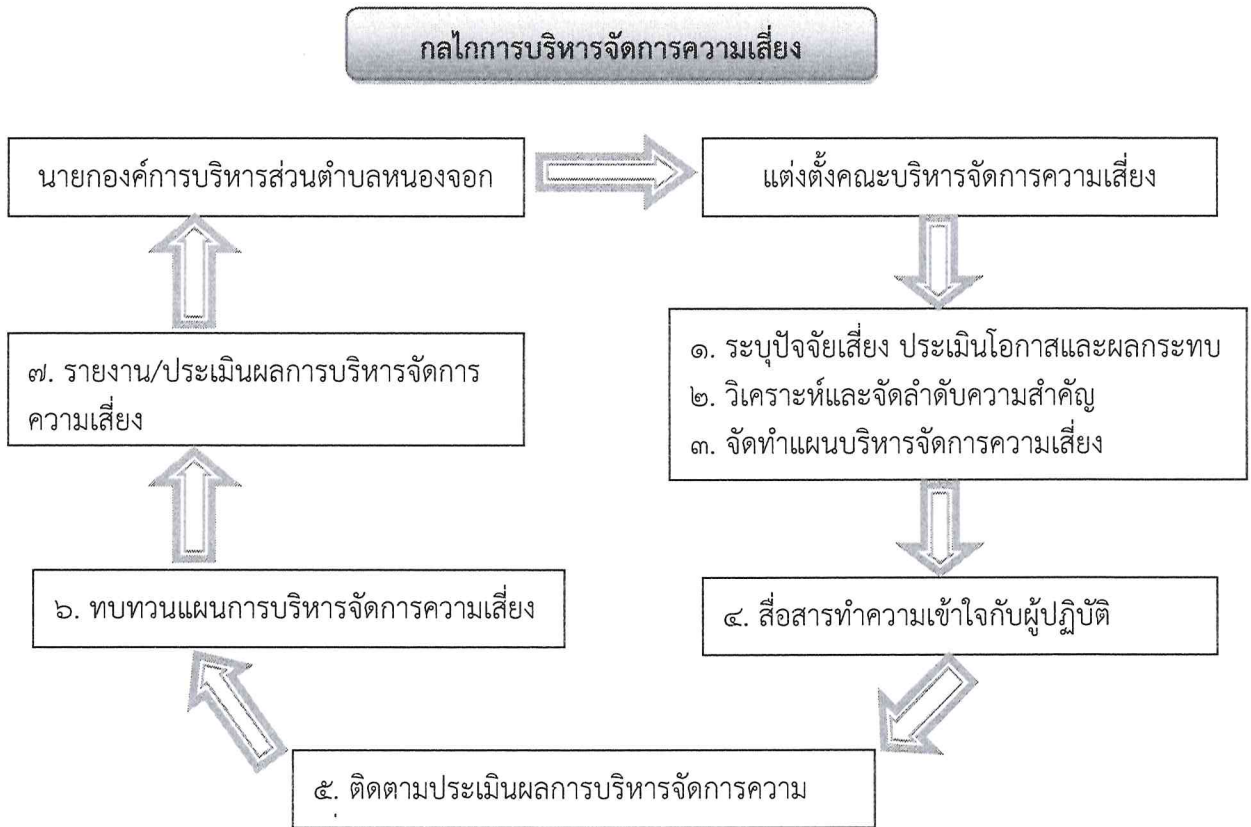 กลไกการบริหารจัดการความเสี่ยง
นายกองค์การบริหารส่วนตำบลหนองจอก
แต่งตั้งคณะบริหารจัดการความเสี่ยง
๑. ระบุปัจจัยเสี่ยง ประเมินโอกาสและผลกระทบ
๒. วิเคราะห์และจัดลำดับความสำคัญ
๓. จัดทำแผนบริหารจัดการความเสี่ยง
๔. สื่อสารทำความเข้าใจกับผู้ปฏิบัติ
๕. ติดตามประเมินผลการบริหารจัดการความ
๖. ทบทวนแผนการบริหารจัดการความเสี่ยง
๗. รายงาน/ประเมินผลการบริหารจัดการ
ความเสี่ยง